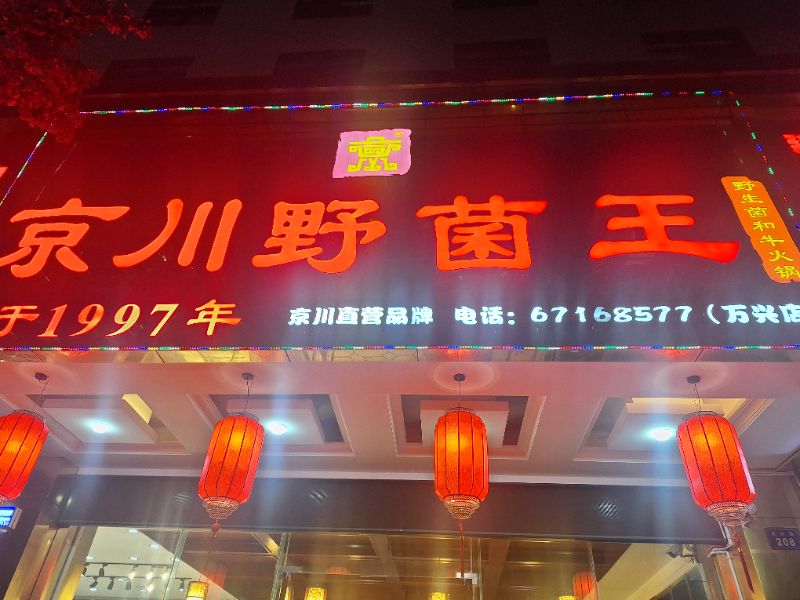 京
京川野菌王
野生菌和牛火锅
于1997年
京川直营品牌 电话：67168577（万兴店
208